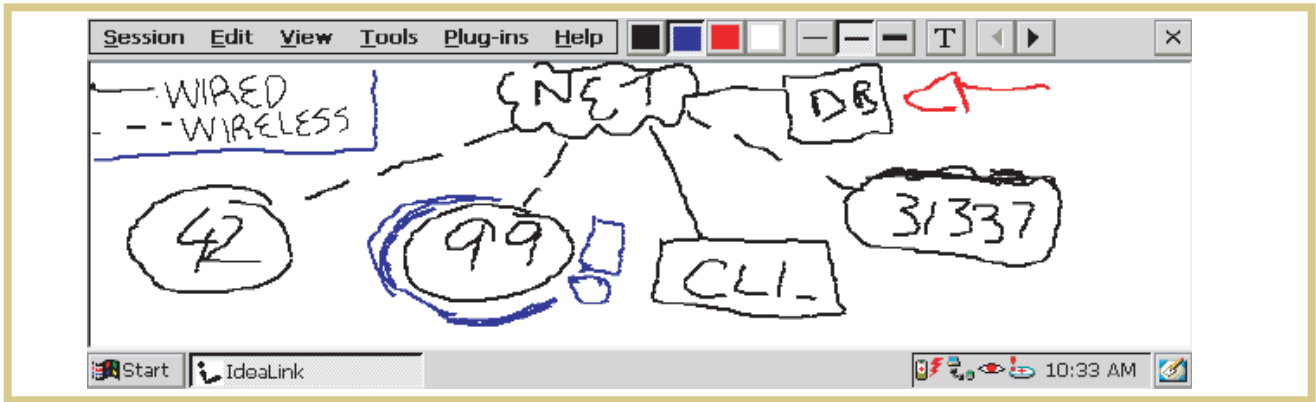 Session Edit View Tools Plug-ins Help T
WIRED
WIRELESS
NET
DB
42
99
!
CLI_
31337
Start IdeaLink 10:33 AM